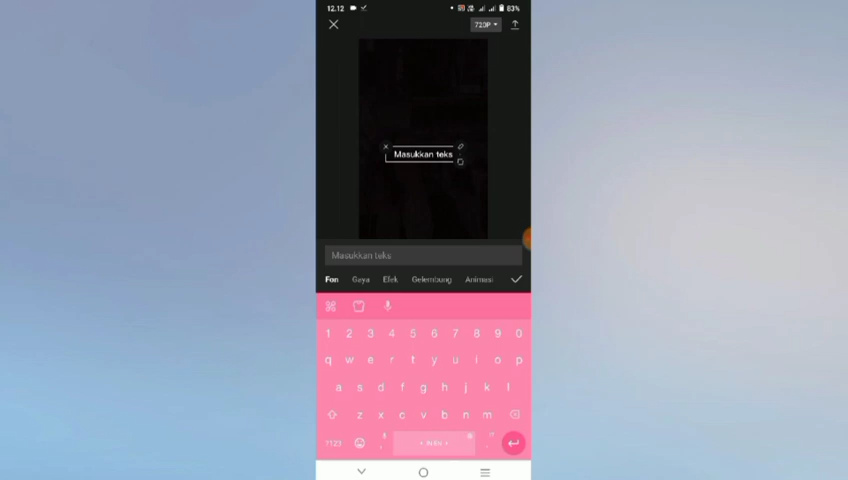 12.12
83%
720P
Masukkan teks
Masukkan teks
Fon Gaya Efek Gelembung Animasi
1 2 3 4 5 6 7 8 9 0
q w e r t y u i o p
a s d f g h j k l
z x c v b n m
?123 , .